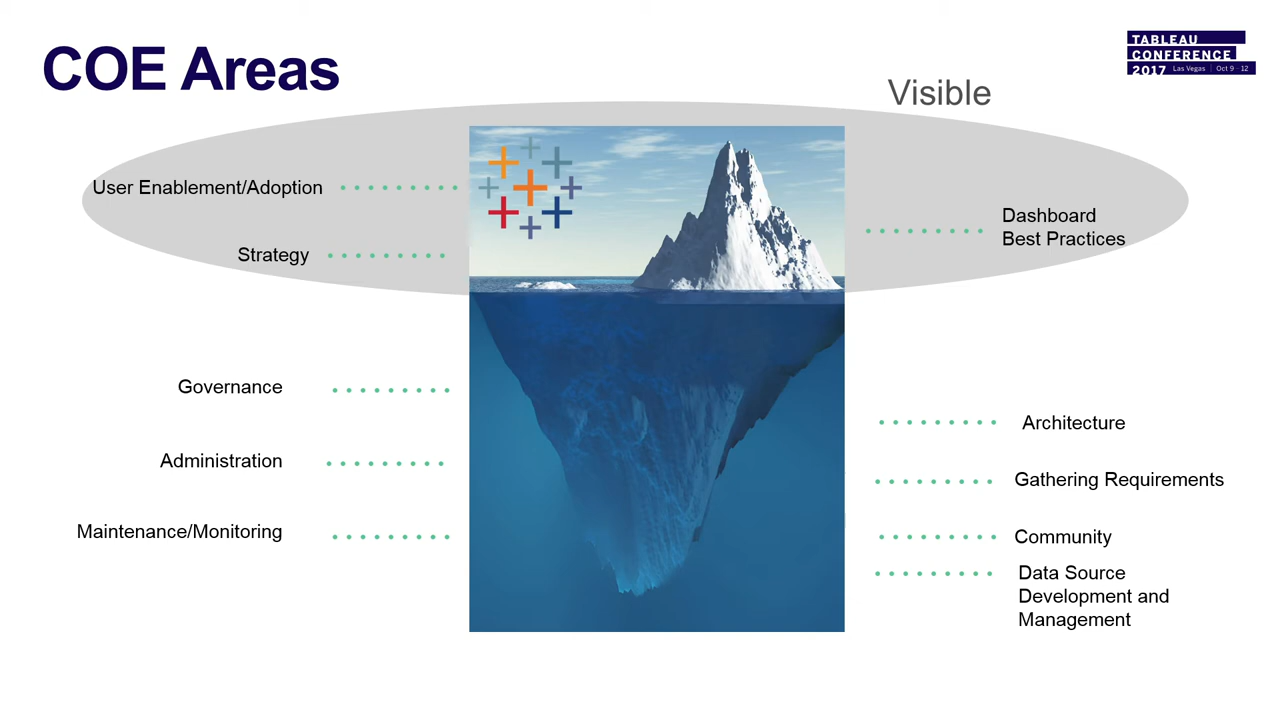 COE Areas
TABLEAU
CONFERENCE
2017 Las Vegas | Oct 9 - 12
Visible
User Enablement/Adoption
Strategy
Dashboard
Best Practices
Governance
Administration
Maintenance/Monitoring
Architecture
Gathering Requirements
Community
Data Source
Development and
Management